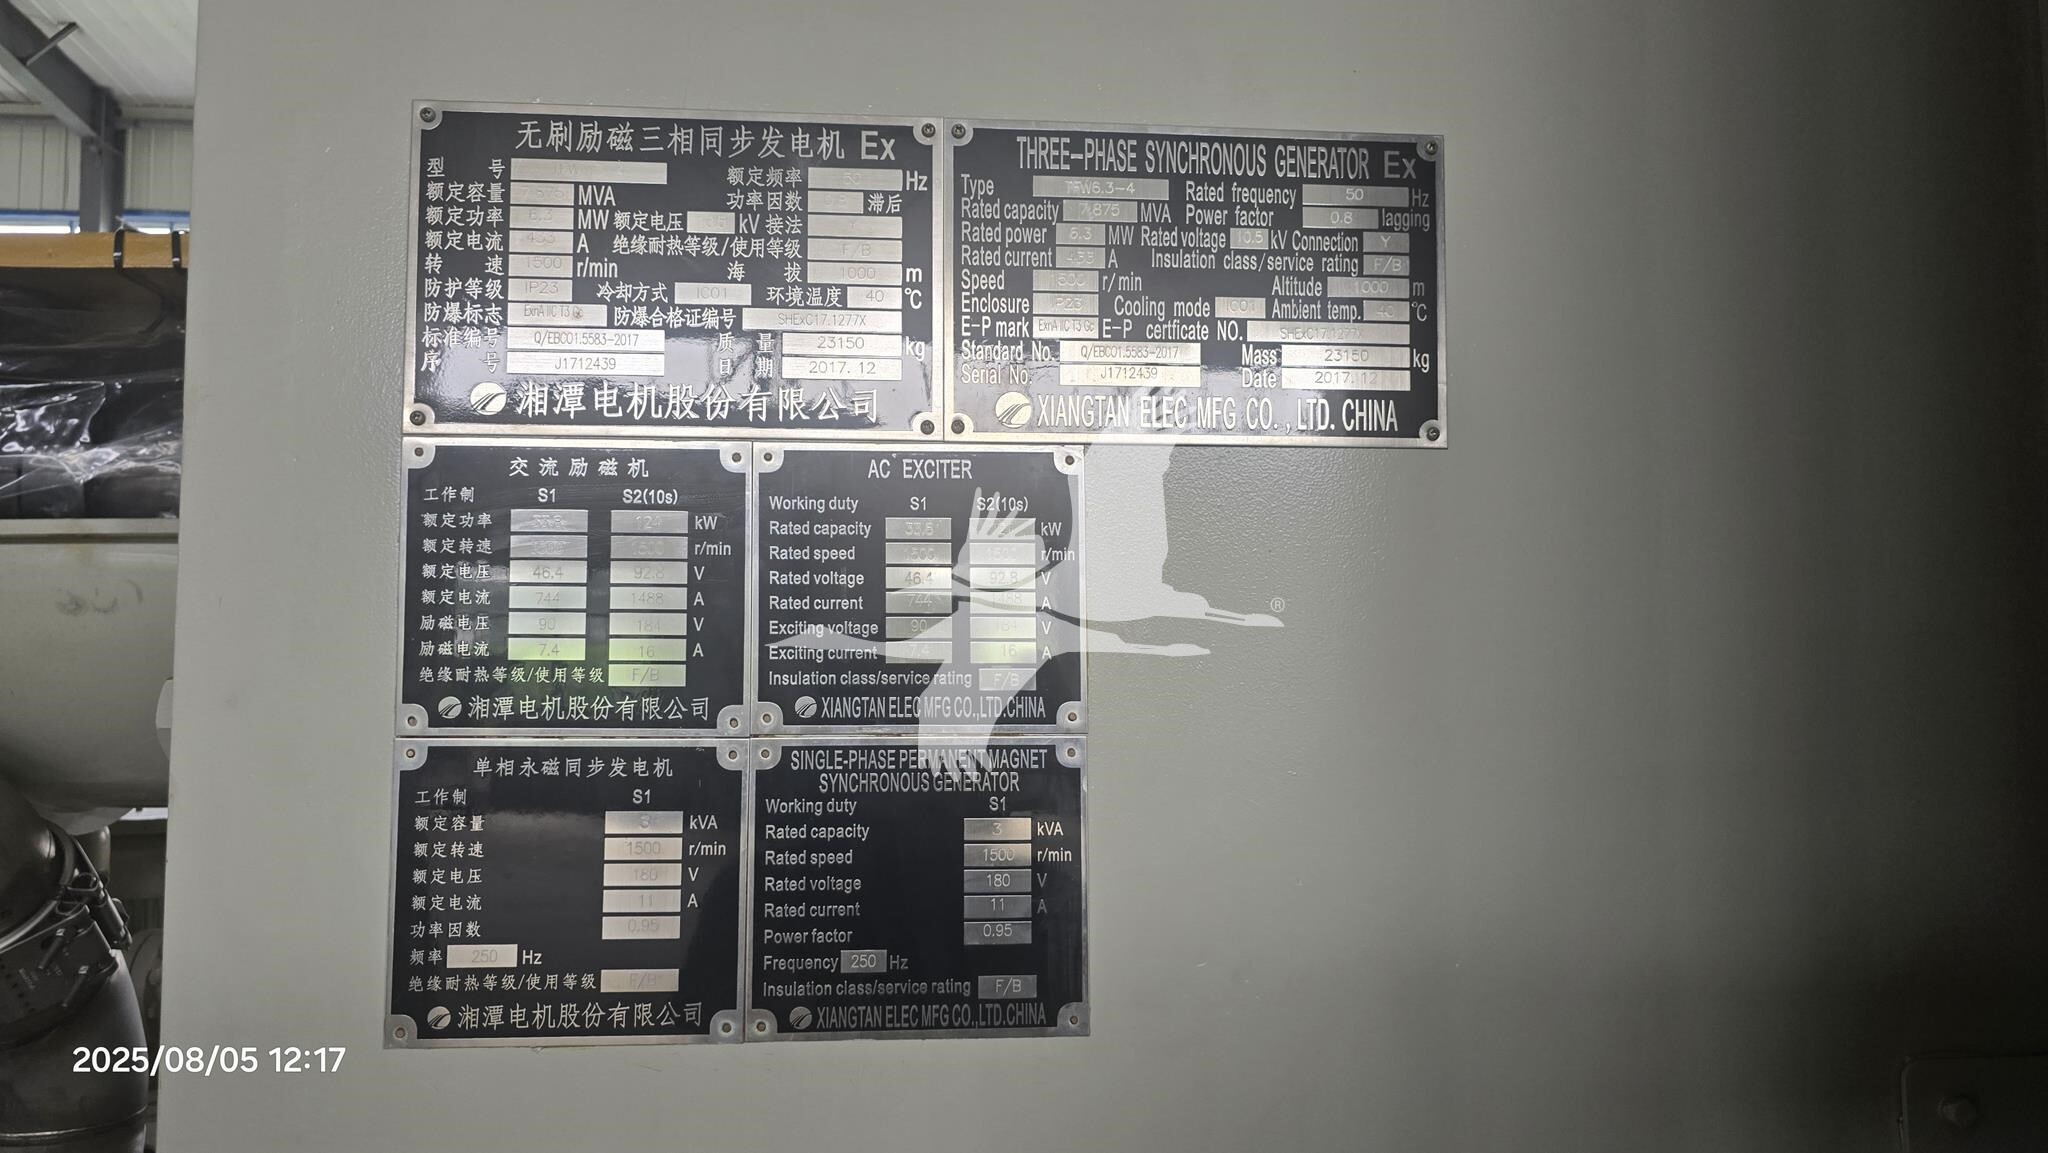 无刷励磁三相同步发电机 Ex
型 号
额定频率 50 Hz
额定容量 7.875 MVA
功率因数 滞后
额定功率 6.3 MW 额定电压 kV 接法 Y
额定电流 433 A 绝缘耐热等级/使用等级 F/B
转 速 1500 r/min 海 拔 1000 m
防护等级 IP23 冷却方式 IC01 环境温度 40 ℃
防爆标志 ExnAIICT3 Gc 防爆合格证编号 SHExC17.1277X
标准编号 Q/EBC01.5583-2017 质 量 23150 kg
序 号 J1712439 日 期 2017.12
湘潭电机股份有限公司
THREE-PHASE SYNCHRONOUS GENERATOR Ex
Type TFW6.3-4 Rated frequency 50 Hz
Rated capacity 7.875 MVA Power factor 0.8 lagging
Rated power 6.3 MW Rated voltage 10.5 kV Connection Y
Rated current 433 A Insulation class/service rating F/B
Speed 1500 r/min Altitude 1000 m
Enclosure IP23 Cooling mode IC01 Ambient temp. 40 ℃
E-P mark ExnAIICT3 Gc E-P certficate NO. SHExC17.1277X
Standard No. Q/EBC01.5583-2017 Mass 23150 kg
Serial No. J1712439 Date 2017.12
XIANGTAN ELEC MFG CO.,LTD. CHINA
交流励磁机
工作制 S1 S2(10s)
额定功率 124 kW
额定转速 1500 1500 r/min
额定电压 46.4 92.8 V
额定电流 744 1488 A
励磁电压 90 184 V
励磁电流 7.4 16 A
绝缘耐热等级/使用等级 F/B
湘潭电机股份有限公司
AC EXCITER
Working duty S1 S2(10s)
Rated capacity 33.8 kW
Rated speed 1500 1500 r/min
Rated voltage 46.4 92.8 V
Rated current 744 1488 A
Exciting voltage 90 184 V
Exciting current 7.4 16 A
Insulation class/service rating F/B
XIANGTAN ELEC MFG CO.,LTD.CHINA
单相永磁同步发电机
工作制 S1
额定容量 3 kVA
额定转速 1500 r/min
额定电压 180 V
额定电流 11 A
功率因数 0.95
频率 250 Hz
绝缘耐热等级/使用等级 F/B
湘潭电机股份有限公司
SINGLE-PHASE PERMANENT MAGNET
SYNCHRONOUS GENERATOR
Working duty S1
Rated capacity 3 kVA
Rated speed 1500 r/min
Rated voltage 180 V
Rated current 11 A
Power factor 0.95
Frequency 250 Hz
Insulation class/service rating F/B
XIANGTAN ELEC MFG CO.,LTD.CHINA
®
2025/08/05 12:17